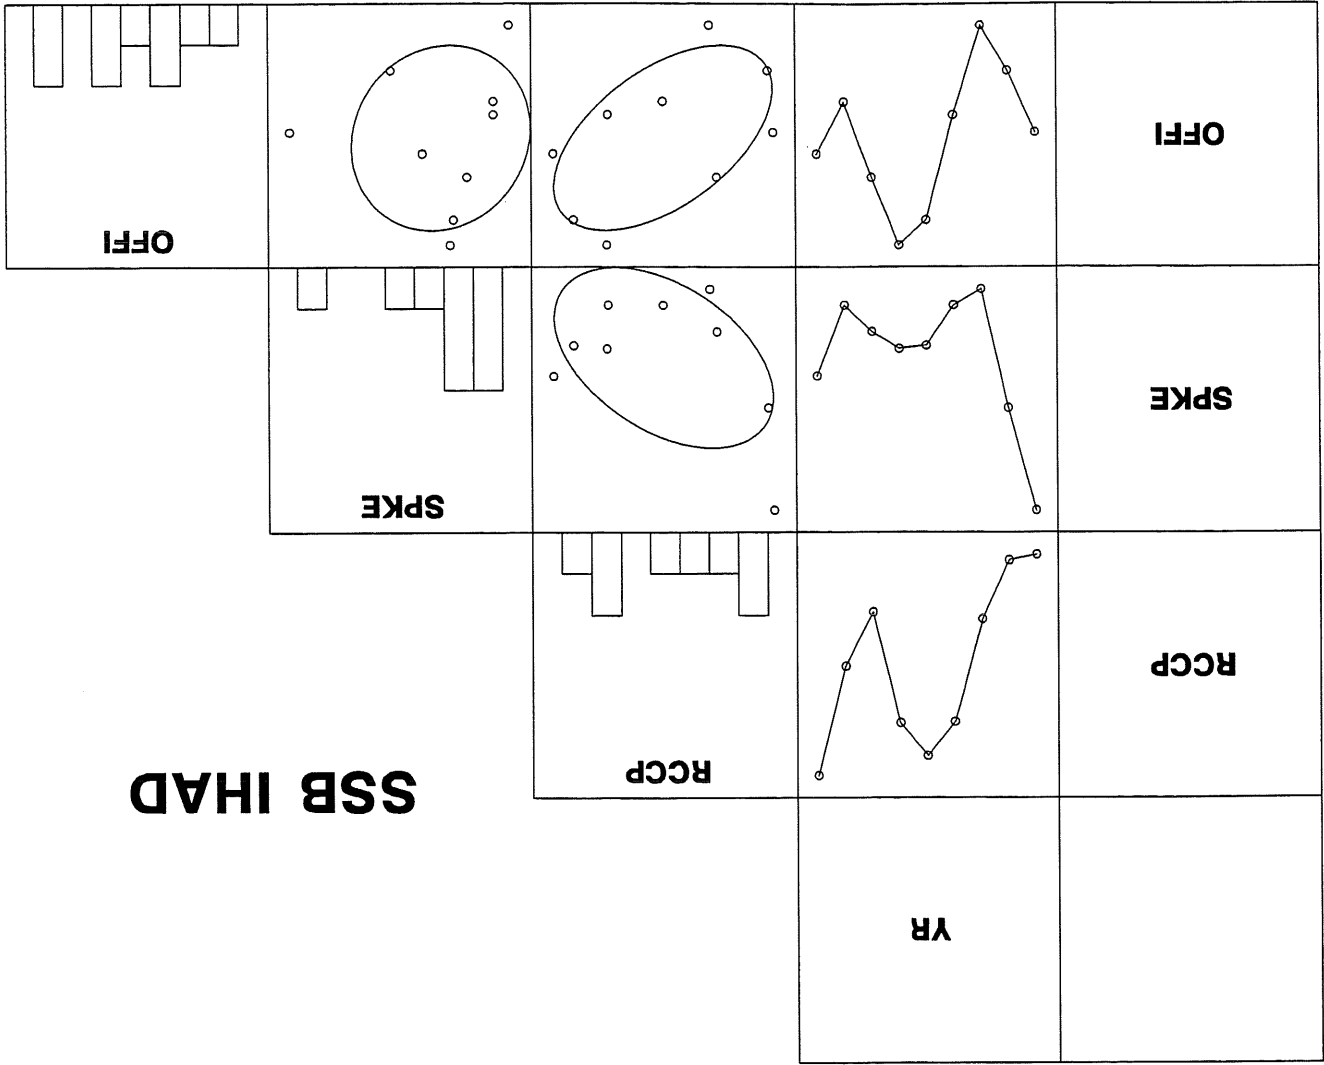 YR
RCCP
SSB IHAD
RCCP
SPKE
SPKE
OFFI
OFFI